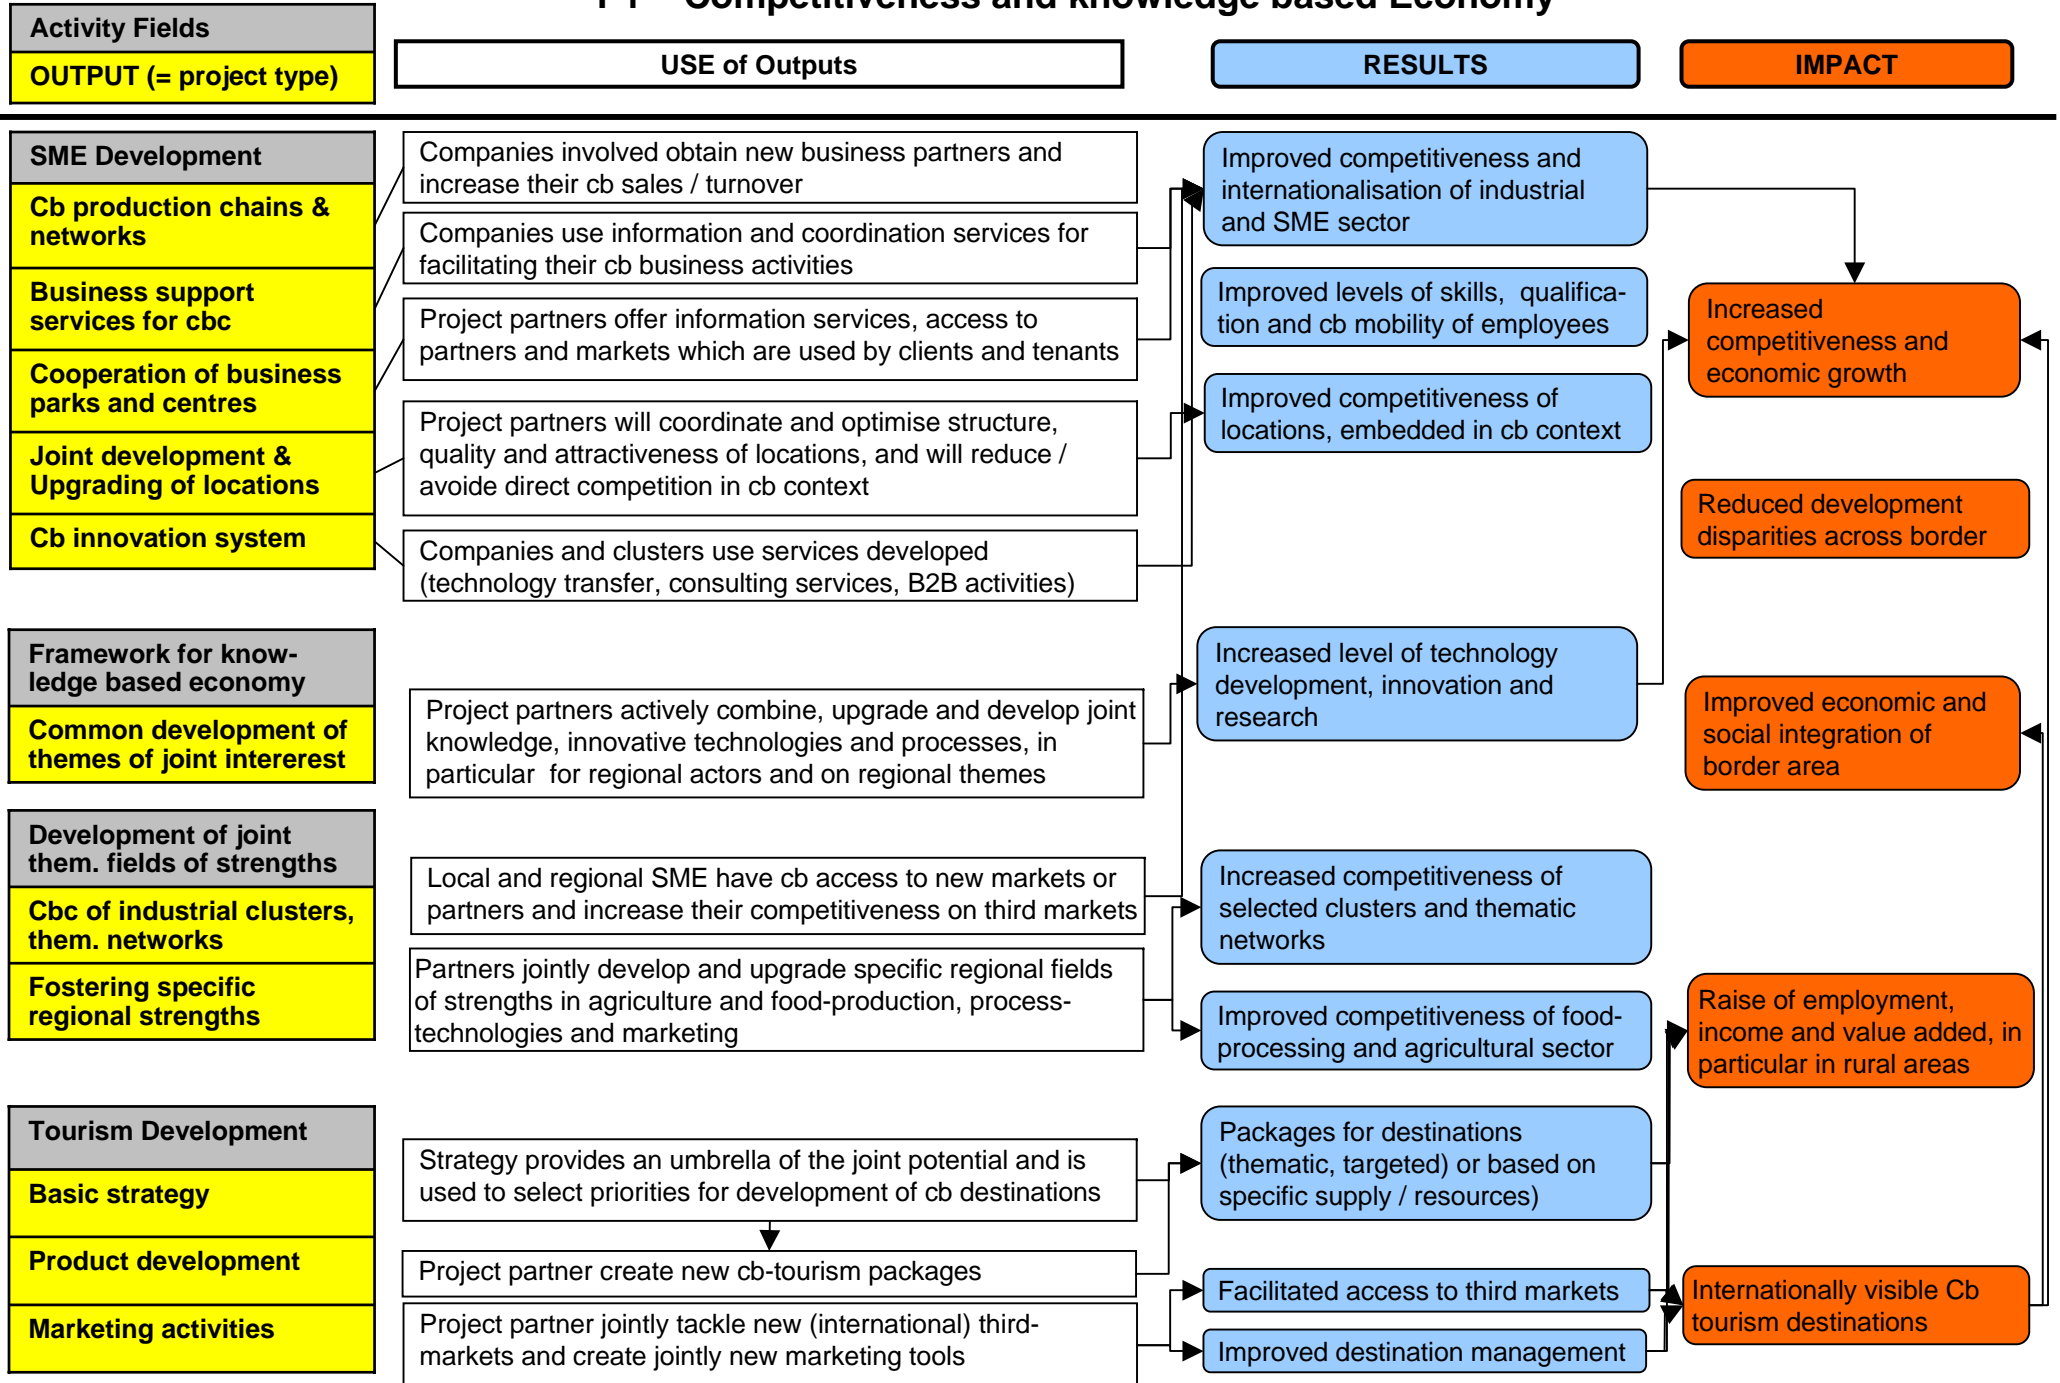 P1 – Competitiveness and knowledge based Economy
Activity Fields
OUTPUT (= project type)
USE of Outputs
RESULTS
IMPACT
SME Development
Cb production chains &
networks
Business support
services for cbc
Cooperation of business
parks and centres
Joint development &
Upgrading of locations
Cb innovation system
Companies involved obtain new business partners and
increase their cb sales / turnover
Companies use information and coordination services for
facilitating their cb business activities
Project partners offer information services, access to
partners and markets which are used by clients and tenants
Project partners will coordinate and optimise structure,
quality and attractiveness of locations, and will reduce /
avoide direct competition in cb context
Companies and clusters use services developed
(technology transfer, consulting services, B2B activities)
Improved competitiveness and
internationalisation of industrial
and SME sector
Improved levels of skills,  qualifica-
tion and cb mobility of employees
Improved competitiveness of
locations, embedded in cb context
Increased
competitiveness and
economic growth
Reduced development
disparities across border
Framework for know-
ledge based economy
Common development of
themes of joint intererest
Project partners actively combine, upgrade and develop joint
knowledge, innovative technologies and processes, in
particular  for regional actors and on regional themes
Increased level of technology
development, innovation and
research
Improved economic and
social integration of
border area
Development of joint
them. fields of strengths
Cbc of industrial clusters,
them. networks
Fostering specific
regional strengths
Local and regional SME have cb access to new markets or
partners and increase their competitiveness on third markets
Partners jointly develop and upgrade specific regional fields
of strengths in agriculture and food-production, process-
technologies and marketing
Increased competitiveness of
selected clusters and thematic
networks
Improved competitiveness of food-
processing and agricultural sector
Raise of employment,
income and value added, in
particular in rural areas
Tourism Development
Basic strategy
Product development
Marketing activities
Strategy provides an umbrella of the joint potential and is
used to select priorities for development of cb destinations
Project partner create new cb-tourism packages
Project partner jointly tackle new (international) third-
markets and create jointly new marketing tools
Packages for destinations
(thematic, targeted) or based on
specific supply / resources)
Facilitated access to third markets
Improved destination management
Internationally visible Cb
tourism destinations